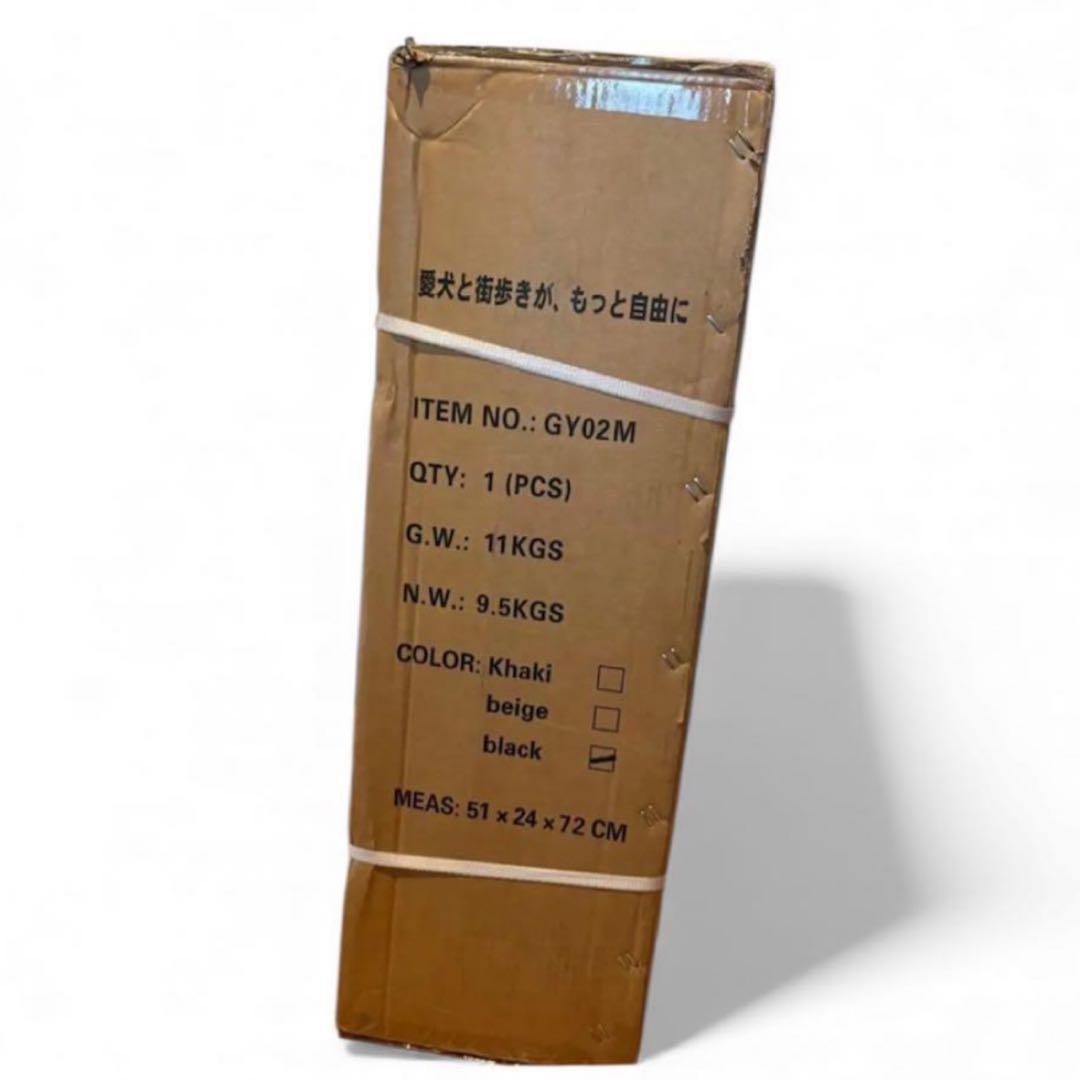 愛犬と街歩きが、もっと自由に
ITEM NO.: GY02M
QTY: 1 (PCS)
G.W.: 11KGS
N.W.: 9.5KGS
COLOR: Khaki
beige
black
MEAS: 51 x 24 x 72 CM